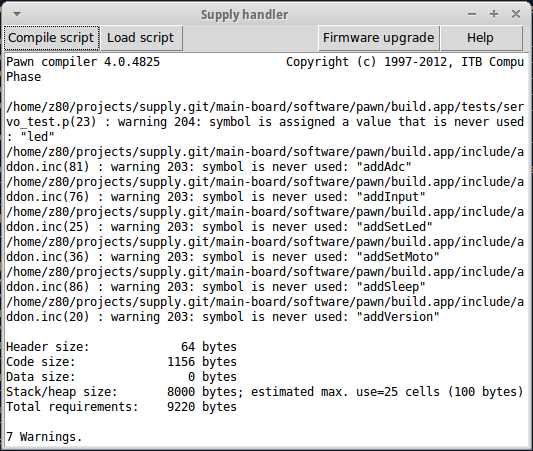 Supply handler
Compile script Load script Firmware upgrade Help
Pawn compiler 4.0.4825 Copyright (c) 1997-2012, ITB Compu
Phase
/home/z80/projects/supply.git/main-board/software/pawn/build.app/tests/ser
vo_test.p(23) : warning 204: symbol is assigned a value that is never used
: "led"
/home/z80/projects/supply.git/main-board/software/pawn/build.app/include/a
ddon.inc(81) : warning 203: symbol is never used: "addAdc"
/home/z80/projects/supply.git/main-board/software/pawn/build.app/include/a
ddon.inc(76) : warning 203: symbol is never used: "addInput"
/home/z80/projects/supply.git/main-board/software/pawn/build.app/include/a
ddon.inc(25) : warning 203: symbol is never used: "addSetLed"
/home/z80/projects/supply.git/main-board/software/pawn/build.app/include/a
ddon.inc(36) : warning 203: symbol is never used: "addSetMoto"
/home/z80/projects/supply.git/main-board/software/pawn/build.app/include/a
ddon.inc(86) : warning 203: symbol is never used: "addSleep"
/home/z80/projects/supply.git/main-board/software/pawn/build.app/include/a
ddon.inc(20) : warning 203: symbol is never used: "addVersion"
Header size: 64 bytes
Code size: 1156 bytes
Data size: 0 bytes
Stack/heap size: 8000 bytes; estimated max. use=25 cells (100 bytes)
Total requirements: 9220 bytes
7 Warnings.